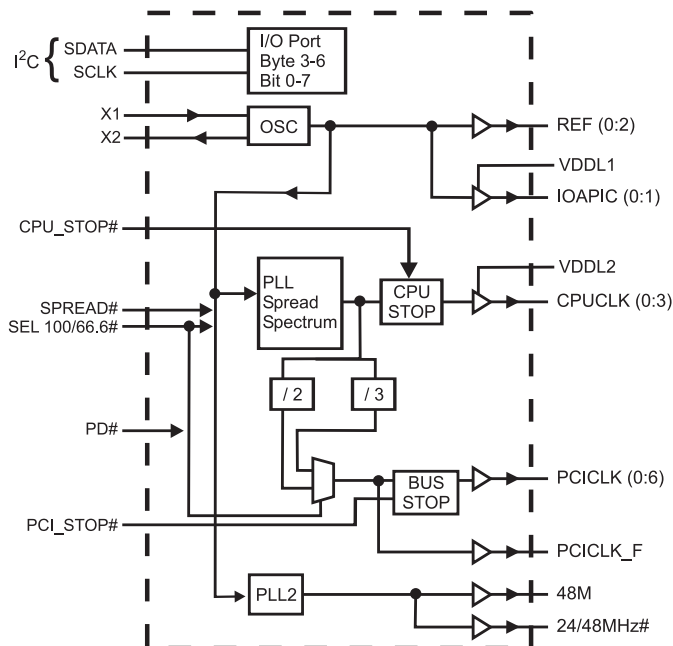 I²C {
SDATA
SCLK
I/O Port
Byte 3-6
Bit 0-7
X1
X2
OSC
REF (0:2)
VDDL1
IOAPIC (0:1)
CPU_STOP#
PLL
Spread
Spectrum
CPU
STOP
VDDL2
CPUCLK (0:3)
SPREAD#
SEL 100/66.6#
/ 2
/ 3
PD#
BUS
STOP
PCICLK (0:6)
PCI_STOP#
PCICLK_F
PLL2
48M
24/48MHz#